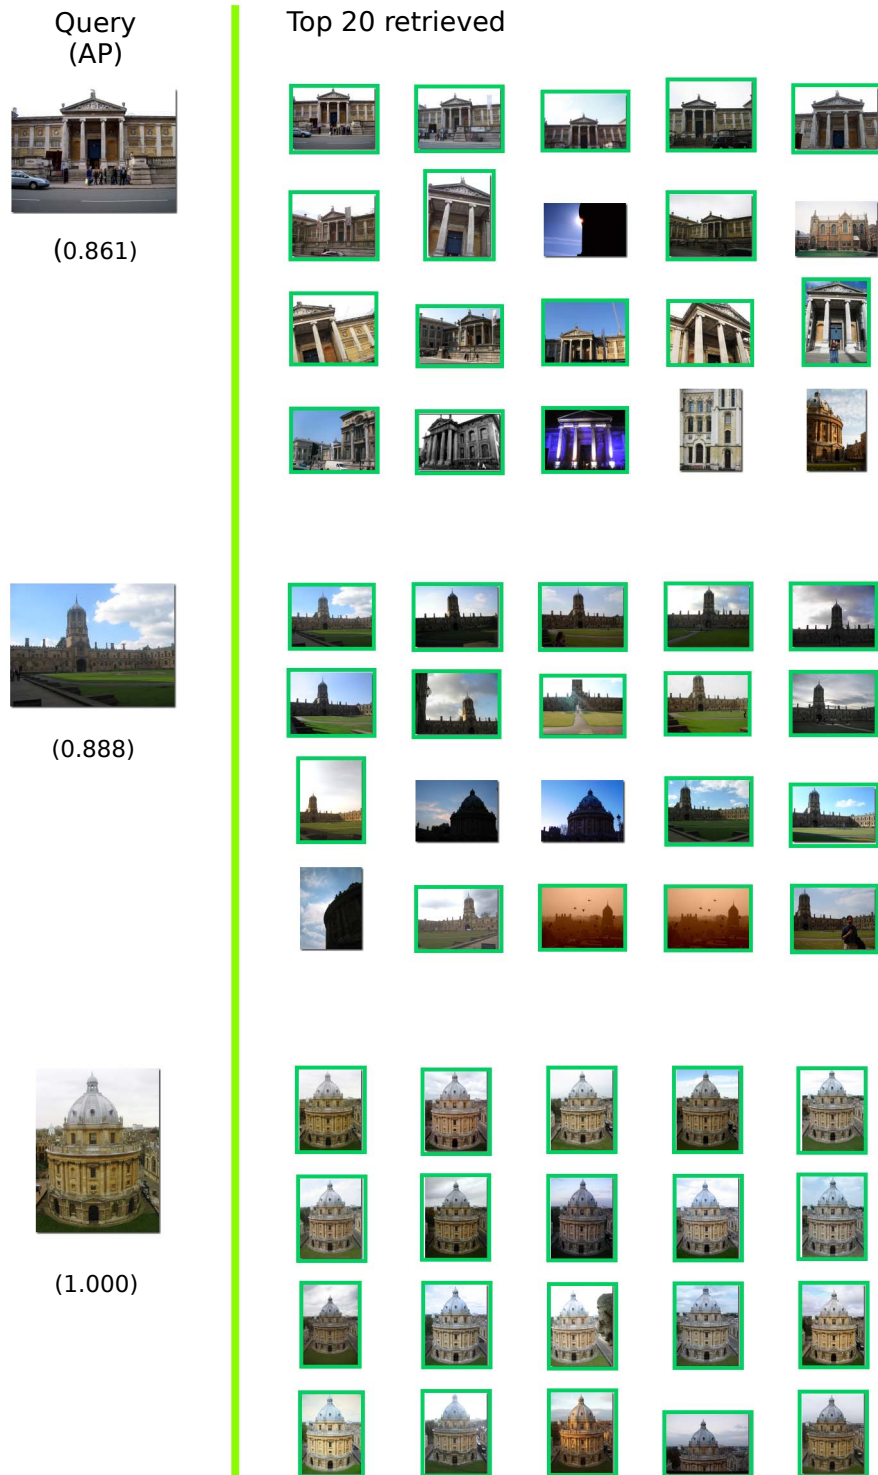 Query
(AP)
Top 20 retrieved
(0.861)
(0.888)
(1.000)